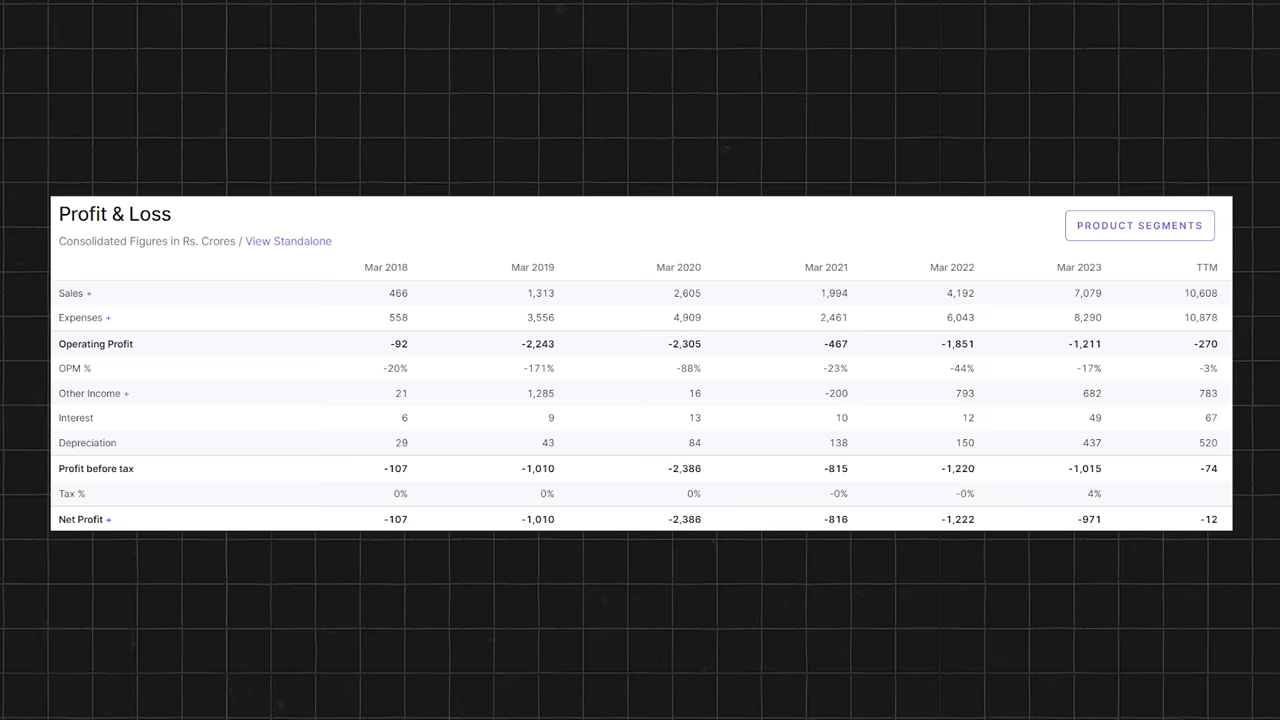 Profit & Loss
PRODUCT SEGMENTS
Consolidated Figures in Rs. Crores / View Standalone
Mar 2018 Mar 2019 Mar 2020 Mar 2021 Mar 2022 Mar 2023 TTM
Sales + 466 1,313 2,605 1,994 4,192 7,079 10,608
Expenses + 558 3,556 4,909 2,461 6,043 8,290 10,878
Operating Profit -92 -2,243 -2,305 -467 -1,851 -1,211 -270
OPM % -20% -171% -88% -23% -44% -17% -3%
Other Income + 21 1,285 16 -200 793 682 783
Interest 6 9 13 10 12 49 67
Depreciation 29 43 84 138 150 437 520
Profit before tax -107 -1,010 -2,386 -815 -1,220 -1,015 -74
Tax % 0% 0% 0% -0% -0% 4%
Net Profit + -107 -1,010 -2,386 -816 -1,222 -971 -12